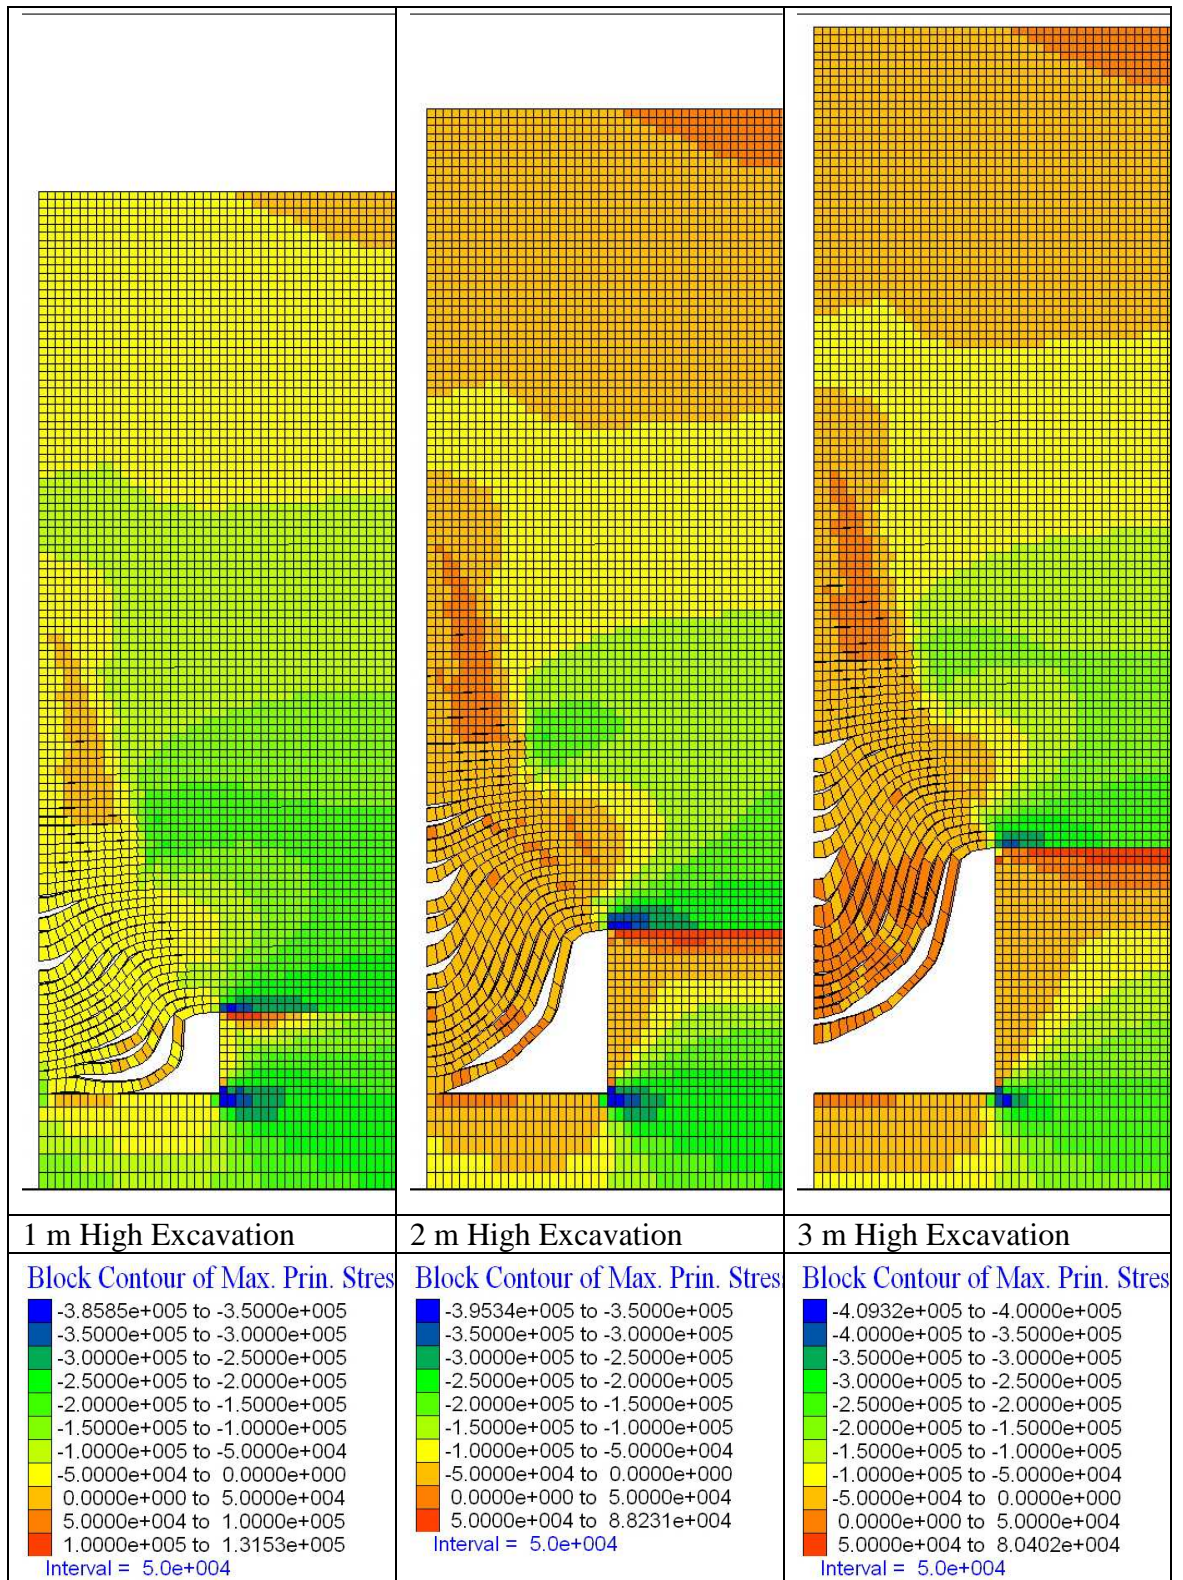 1 m High Excavation
2 m High Excavation
3 m High Excavation
Block Contour of Max. Prin. Stres
-3.8585e+005 to -3.5000e+005
-3.5000e+005 to -3.0000e+005
-3.0000e+005 to -2.5000e+005
-2.5000e+005 to -2.0000e+005
-2.0000e+005 to -1.5000e+005
-1.5000e+005 to -1.0000e+005
-1.0000e+005 to -5.0000e+004
-5.0000e+004 to 0.0000e+000
0.0000e+000 to 5.0000e+004
5.0000e+004 to 1.0000e+005
1.0000e+005 to 1.3153e+005
Interval = 5.0e+004
Block Contour of Max. Prin. Stres
-3.9534e+005 to -3.5000e+005
-3.5000e+005 to -3.0000e+005
-3.0000e+005 to -2.5000e+005
-2.5000e+005 to -2.0000e+005
-2.0000e+005 to -1.5000e+005
-1.5000e+005 to -1.0000e+005
-1.0000e+005 to -5.0000e+004
-5.0000e+004 to 0.0000e+000
0.0000e+000 to 5.0000e+004
5.0000e+004 to 8.8231e+004
Interval = 5.0e+004
Block Contour of Max. Prin. Stres
-4.0932e+005 to -4.0000e+005
-4.0000e+005 to -3.5000e+005
-3.5000e+005 to -3.0000e+005
-3.0000e+005 to -2.5000e+005
-2.5000e+005 to -2.0000e+005
-2.0000e+005 to -1.5000e+005
-1.5000e+005 to -1.0000e+005
-1.0000e+005 to -5.0000e+004
-5.0000e+004 to 0.0000e+000
0.0000e+000 to 5.0000e+004
5.0000e+004 to 8.0402e+004
Interval = 5.0e+004